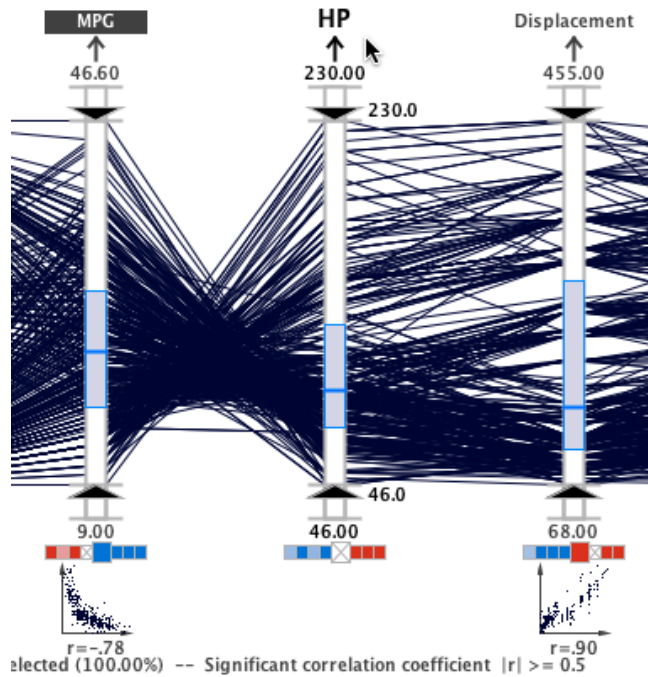 MPG HP Displacement
46.60 230.00 455.00
230.0
46.0
9.00 46.00 68.00
r=-.78 r=.90
elected (100.00%) -- Significant correlation coefficient |r| >= 0.5